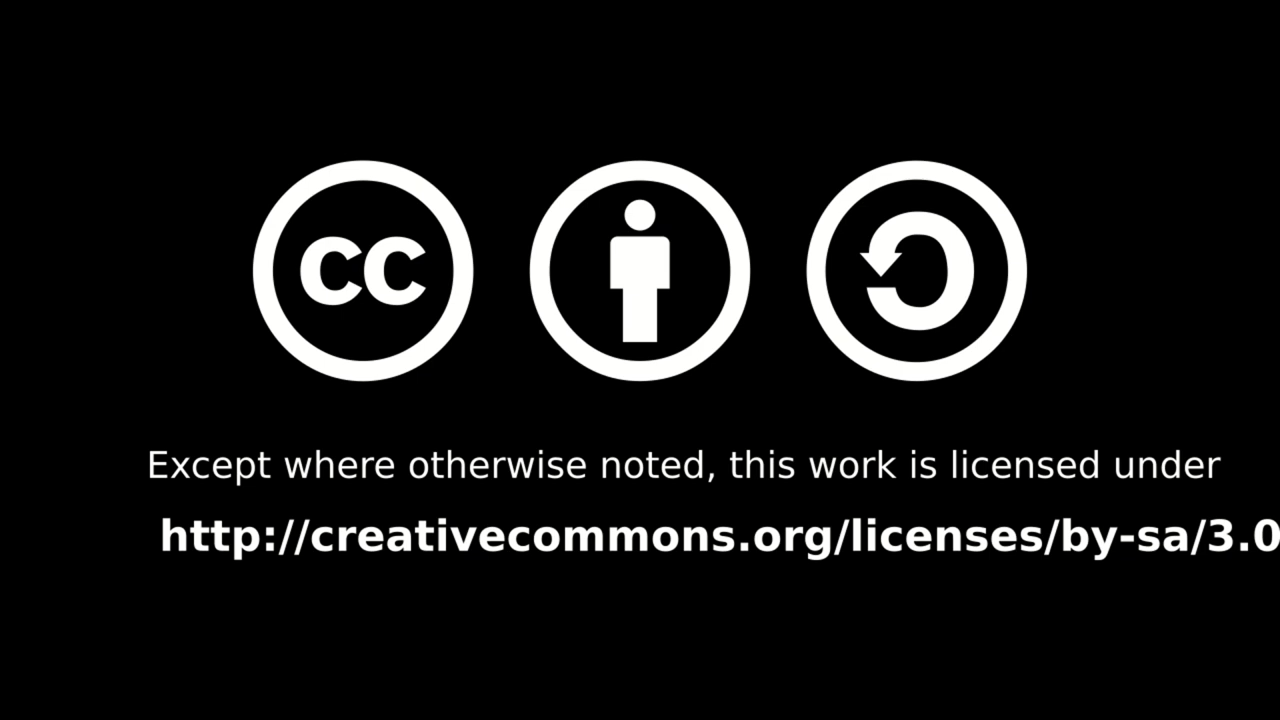 cc
Except where otherwise noted, this work is licensed under
http://creativecommons.org/licenses/by-sa/3.0